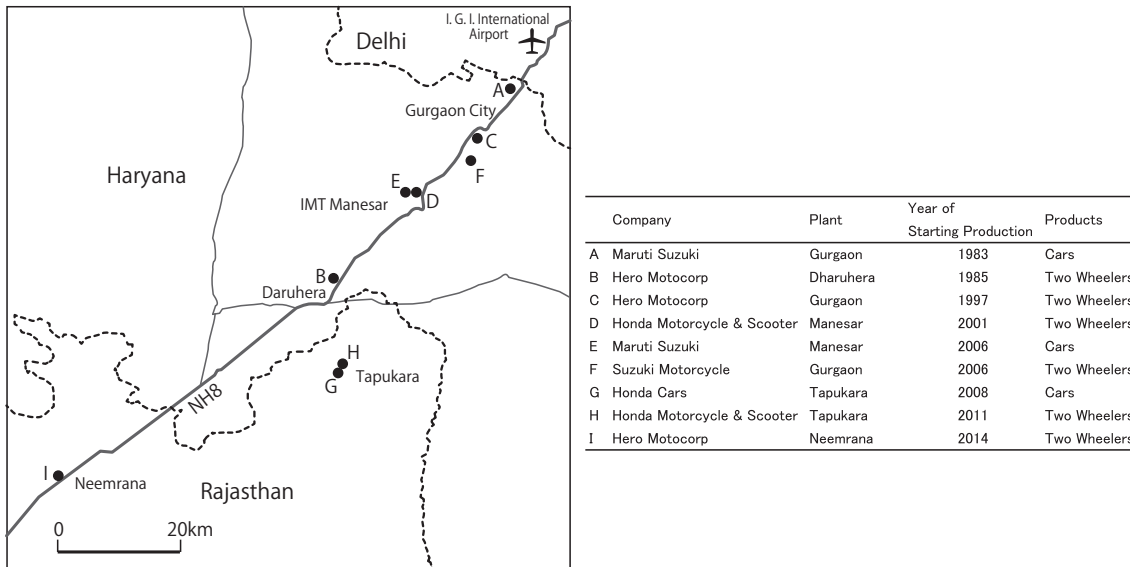 I. G. I. International
Airport
Delhi
A
Gurgaon City
C
F
Haryana
E
D
IMT Manesar
B
Daruhera
H
G
Tapukara
NH8
I
Neemrana
Rajasthan
0 20km
Company Plant Year of Starting Production Products
A Maruti Suzuki Gurgaon 1983 Cars
B Hero Motocorp Dharuhera 1985 Two Wheelers
C Hero Motocorp Gurgaon 1997 Two Wheelers
D Honda Motorcycle & Scooter Manesar 2001 Two Wheelers
E Maruti Suzuki Manesar 2006 Cars
F Suzuki Motorcycle Gurgaon 2006 Two Wheelers
G Honda Cars Tapukara 2008 Cars
H Honda Motorcycle & Scooter Tapukara 2011 Two Wheelers
I Hero Motocorp Neemrana 2014 Two Wheelers